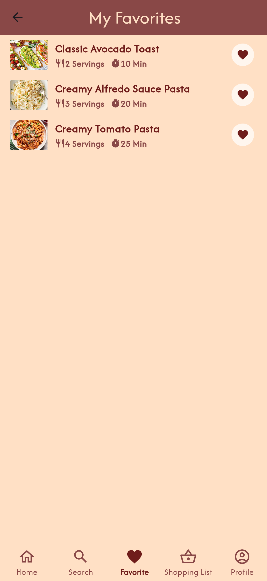 My Favorites
Classic Avocado Toast
2 Servings 10 Min
Creamy Alfredo Sauce Pasta
3 Servings 20 Min
Creamy Tomato Pasta
4 Servings 25 Min
Home Search Favorite Shopping List Profile